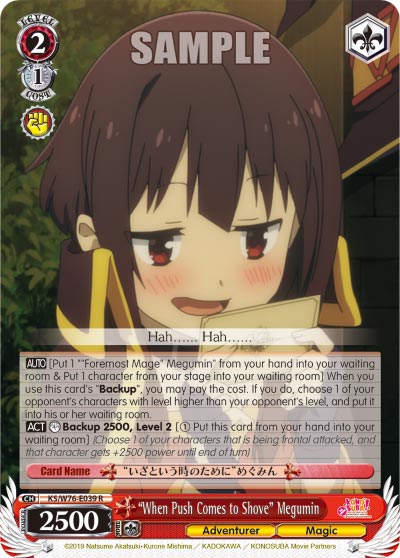 LEVEL
2
SAMPLE
1
COST
Hah...... Hah......
AUTO [Put 1 ""Foremost Mage" Megumin" from your hand into your waiting
room & Put 1 character from your stage into your waiting room] When you
use this card's "Backup", you may pay the cost. If you do, choose 1 of your
opponent's characters with level higher than your opponent's level, and put it
into his or her waiting room.
ACT Backup 2500, Level 2 [① Put this card from your hand into your
waiting room] (Choose 1 of your characters that is being frontal attacked, and
that character gets +2500 power until end of turn)
Card Name
"いざという時のために"めぐみん
CH KS/W76-E039 R
POWER
2500
"When Push Comes to Shove" Megumin
Adventurer
Magic
©2019 Natsume Akatsuki・Kurone Mishima / KADOKAWA / KONOSUBA Movie Partners